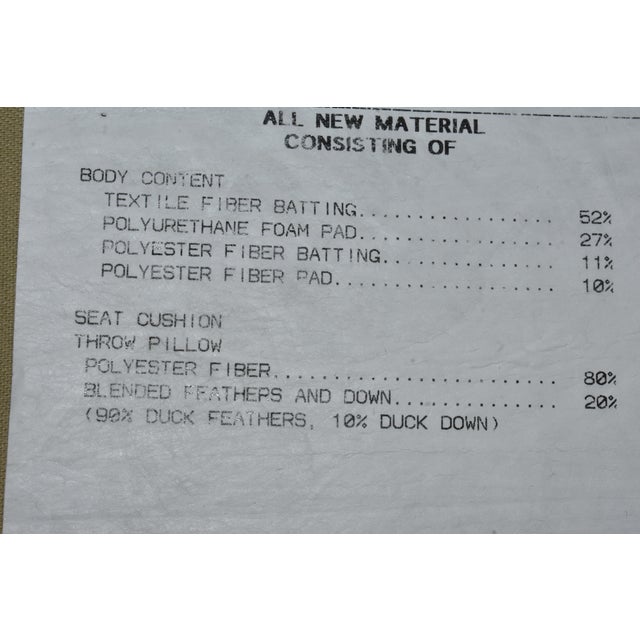 ALL NEW MATERIAL
CONSISTING OF
BODY CONTENT
TEXTILE FIBER BATTING.................. 52%
POLYURETHANE FOAM PAD.................. 27%
POLYESTER FIBER BATTING................ 11%
POLYESTER FIBER PAD.................... 10%
SEAT CUSHION
THROW PILLOW
POLYESTER FIBER........................ 80%
BLENDED FEATHEPS AND DOWN.............. 20%
(90% DUCK FEATHERS, 10% DUCK DOWN)